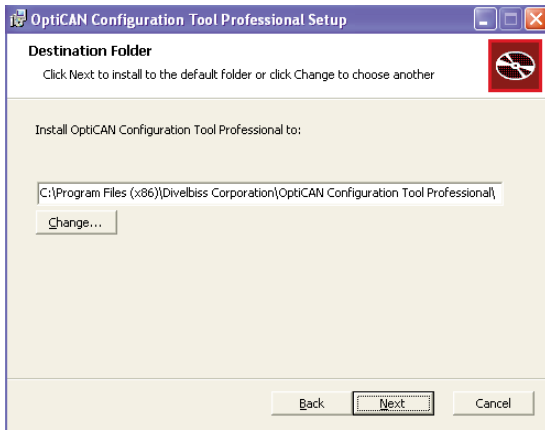 OptiCAN Configuration Tool Professional Setup
Destination Folder
Click Next to install to the default folder or click Change to choose another
Install OptiCAN Configuration Tool Professional to:
C:\Program Files (x86)\Divelbiss Corporation\OptiCAN Configuration Tool Professional\
Change...
Back Next Cancel